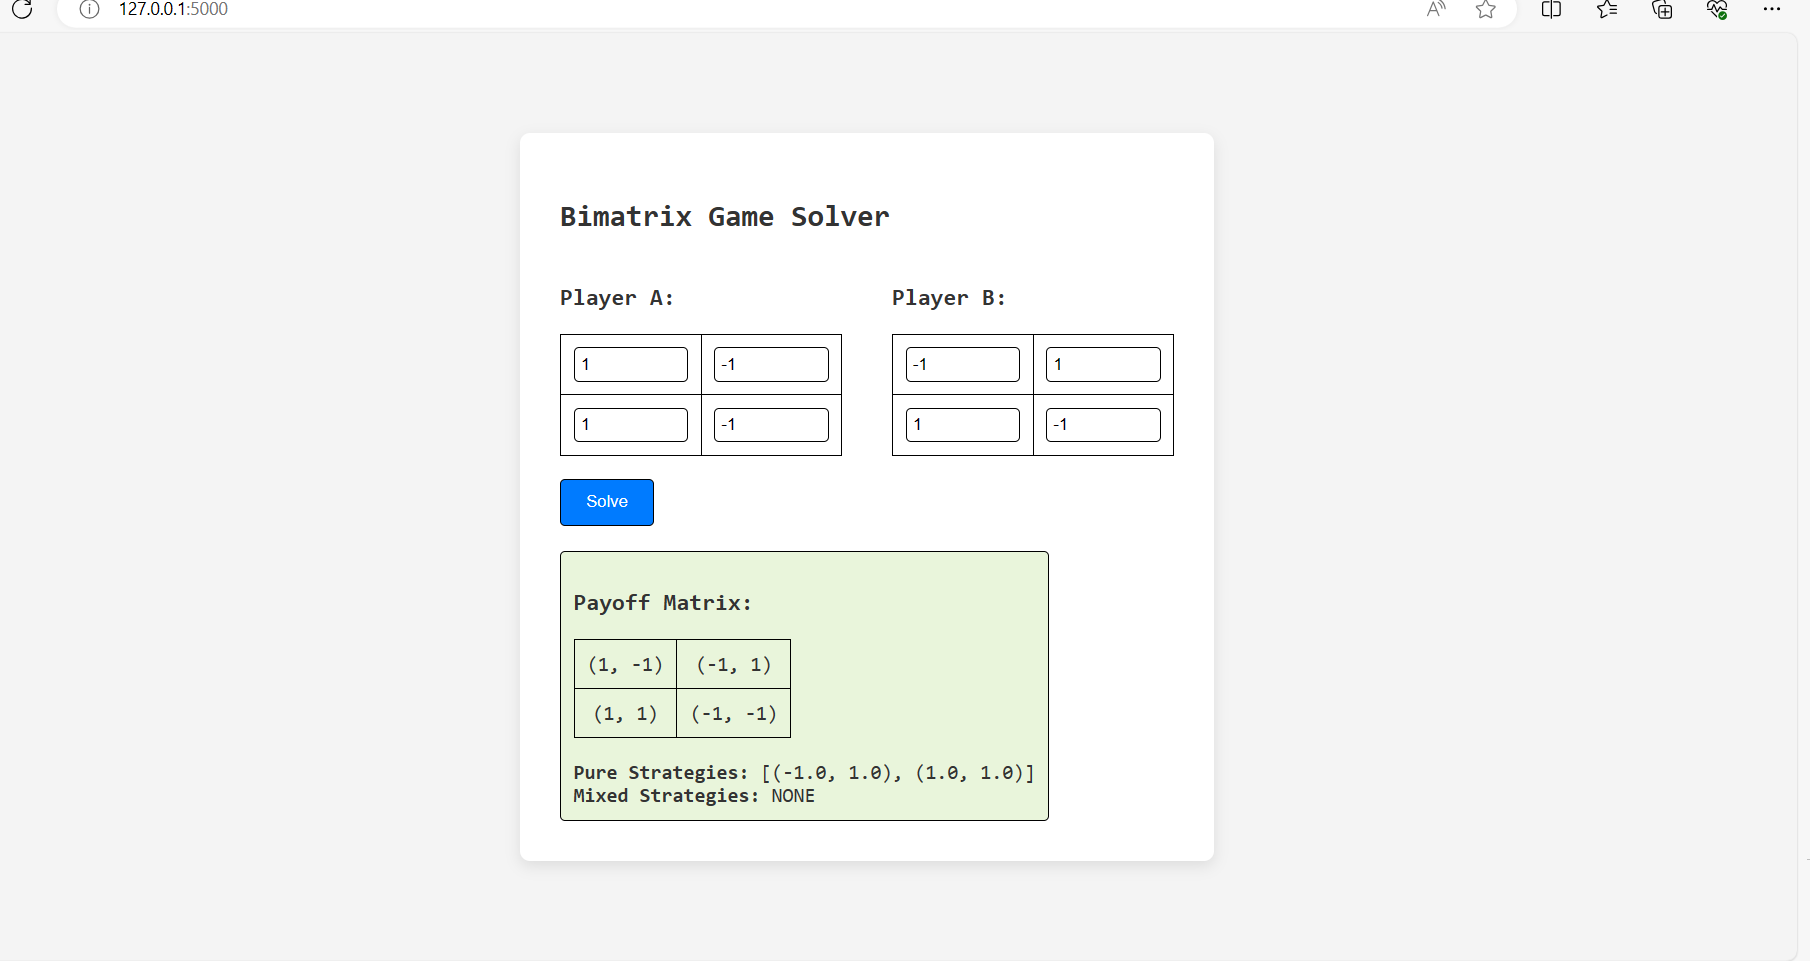 127.0.0.1:5000
Bimatrix Game Solver
Player A: Player B:
1 -1 -1 1
1 -1 1 -1
Solve
Payoff Matrix:
(1, -1) (-1, 1)
(1, 1) (-1, -1)
Pure Strategies: [(-1.0, 1.0), (1.0, 1.0)]
Mixed Strategies: NONE